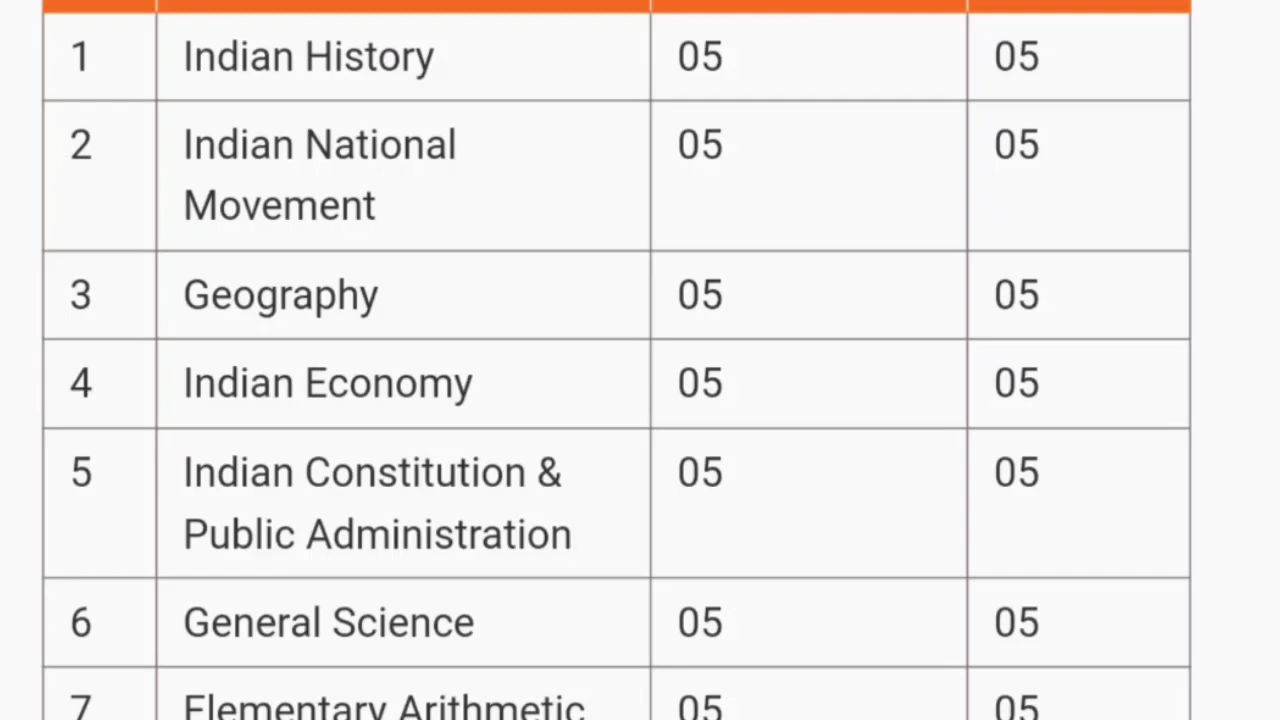 1 Indian History 05 05
2 Indian National 05 05
Movement
3 Geography 05 05
4 Indian Economy 05 05
5 Indian Constitution & 05 05
Public Administration
6 General Science 05 05
7 Elementary Arithmetic 05 05